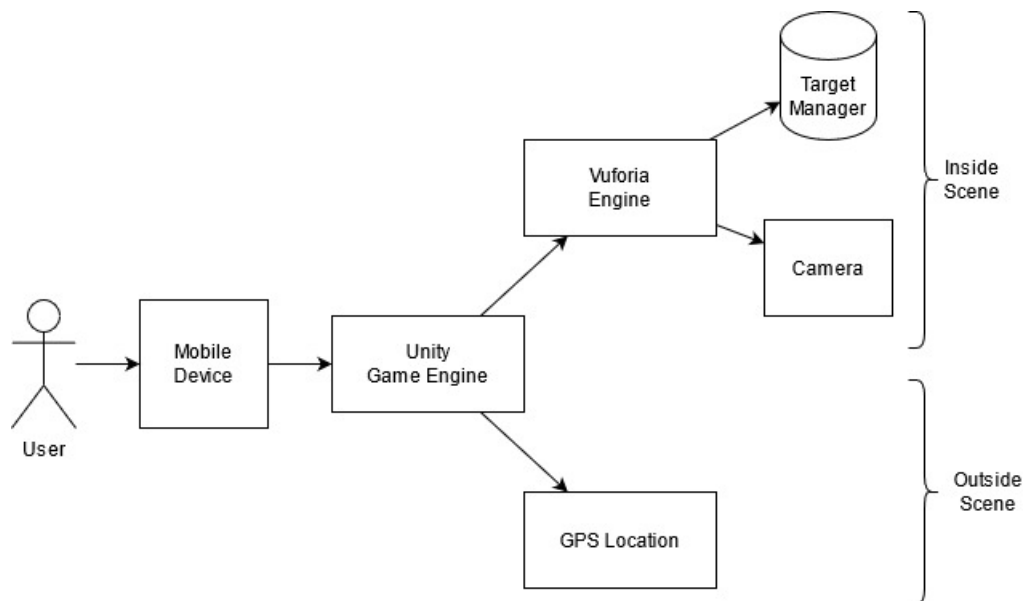 Target
Manager
Vuforia
Engine
Inside
Scene
Camera
Mobile
Device
Unity
Game Engine
User
Outside
Scene
GPS Location